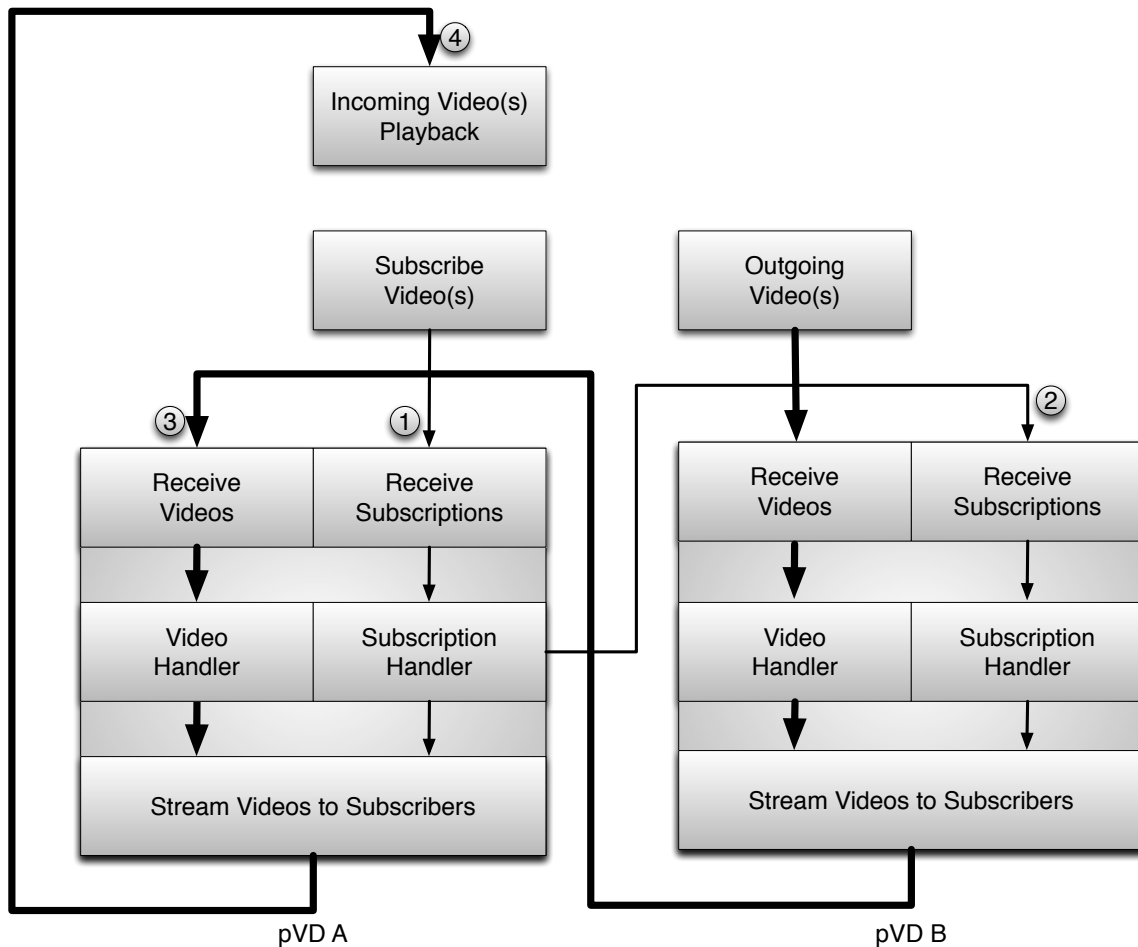 4
Incoming Video(s)
Playback
Subscribe
Video(s)
Outgoing
Video(s)
3
1
2
Receive
Videos
Receive
Subscriptions
Receive
Videos
Receive
Subscriptions
Video
Handler
Subscription
Handler
Video
Handler
Subscription
Handler
Stream Videos to Subscribers
Stream Videos to Subscribers
pVD A
pVD B